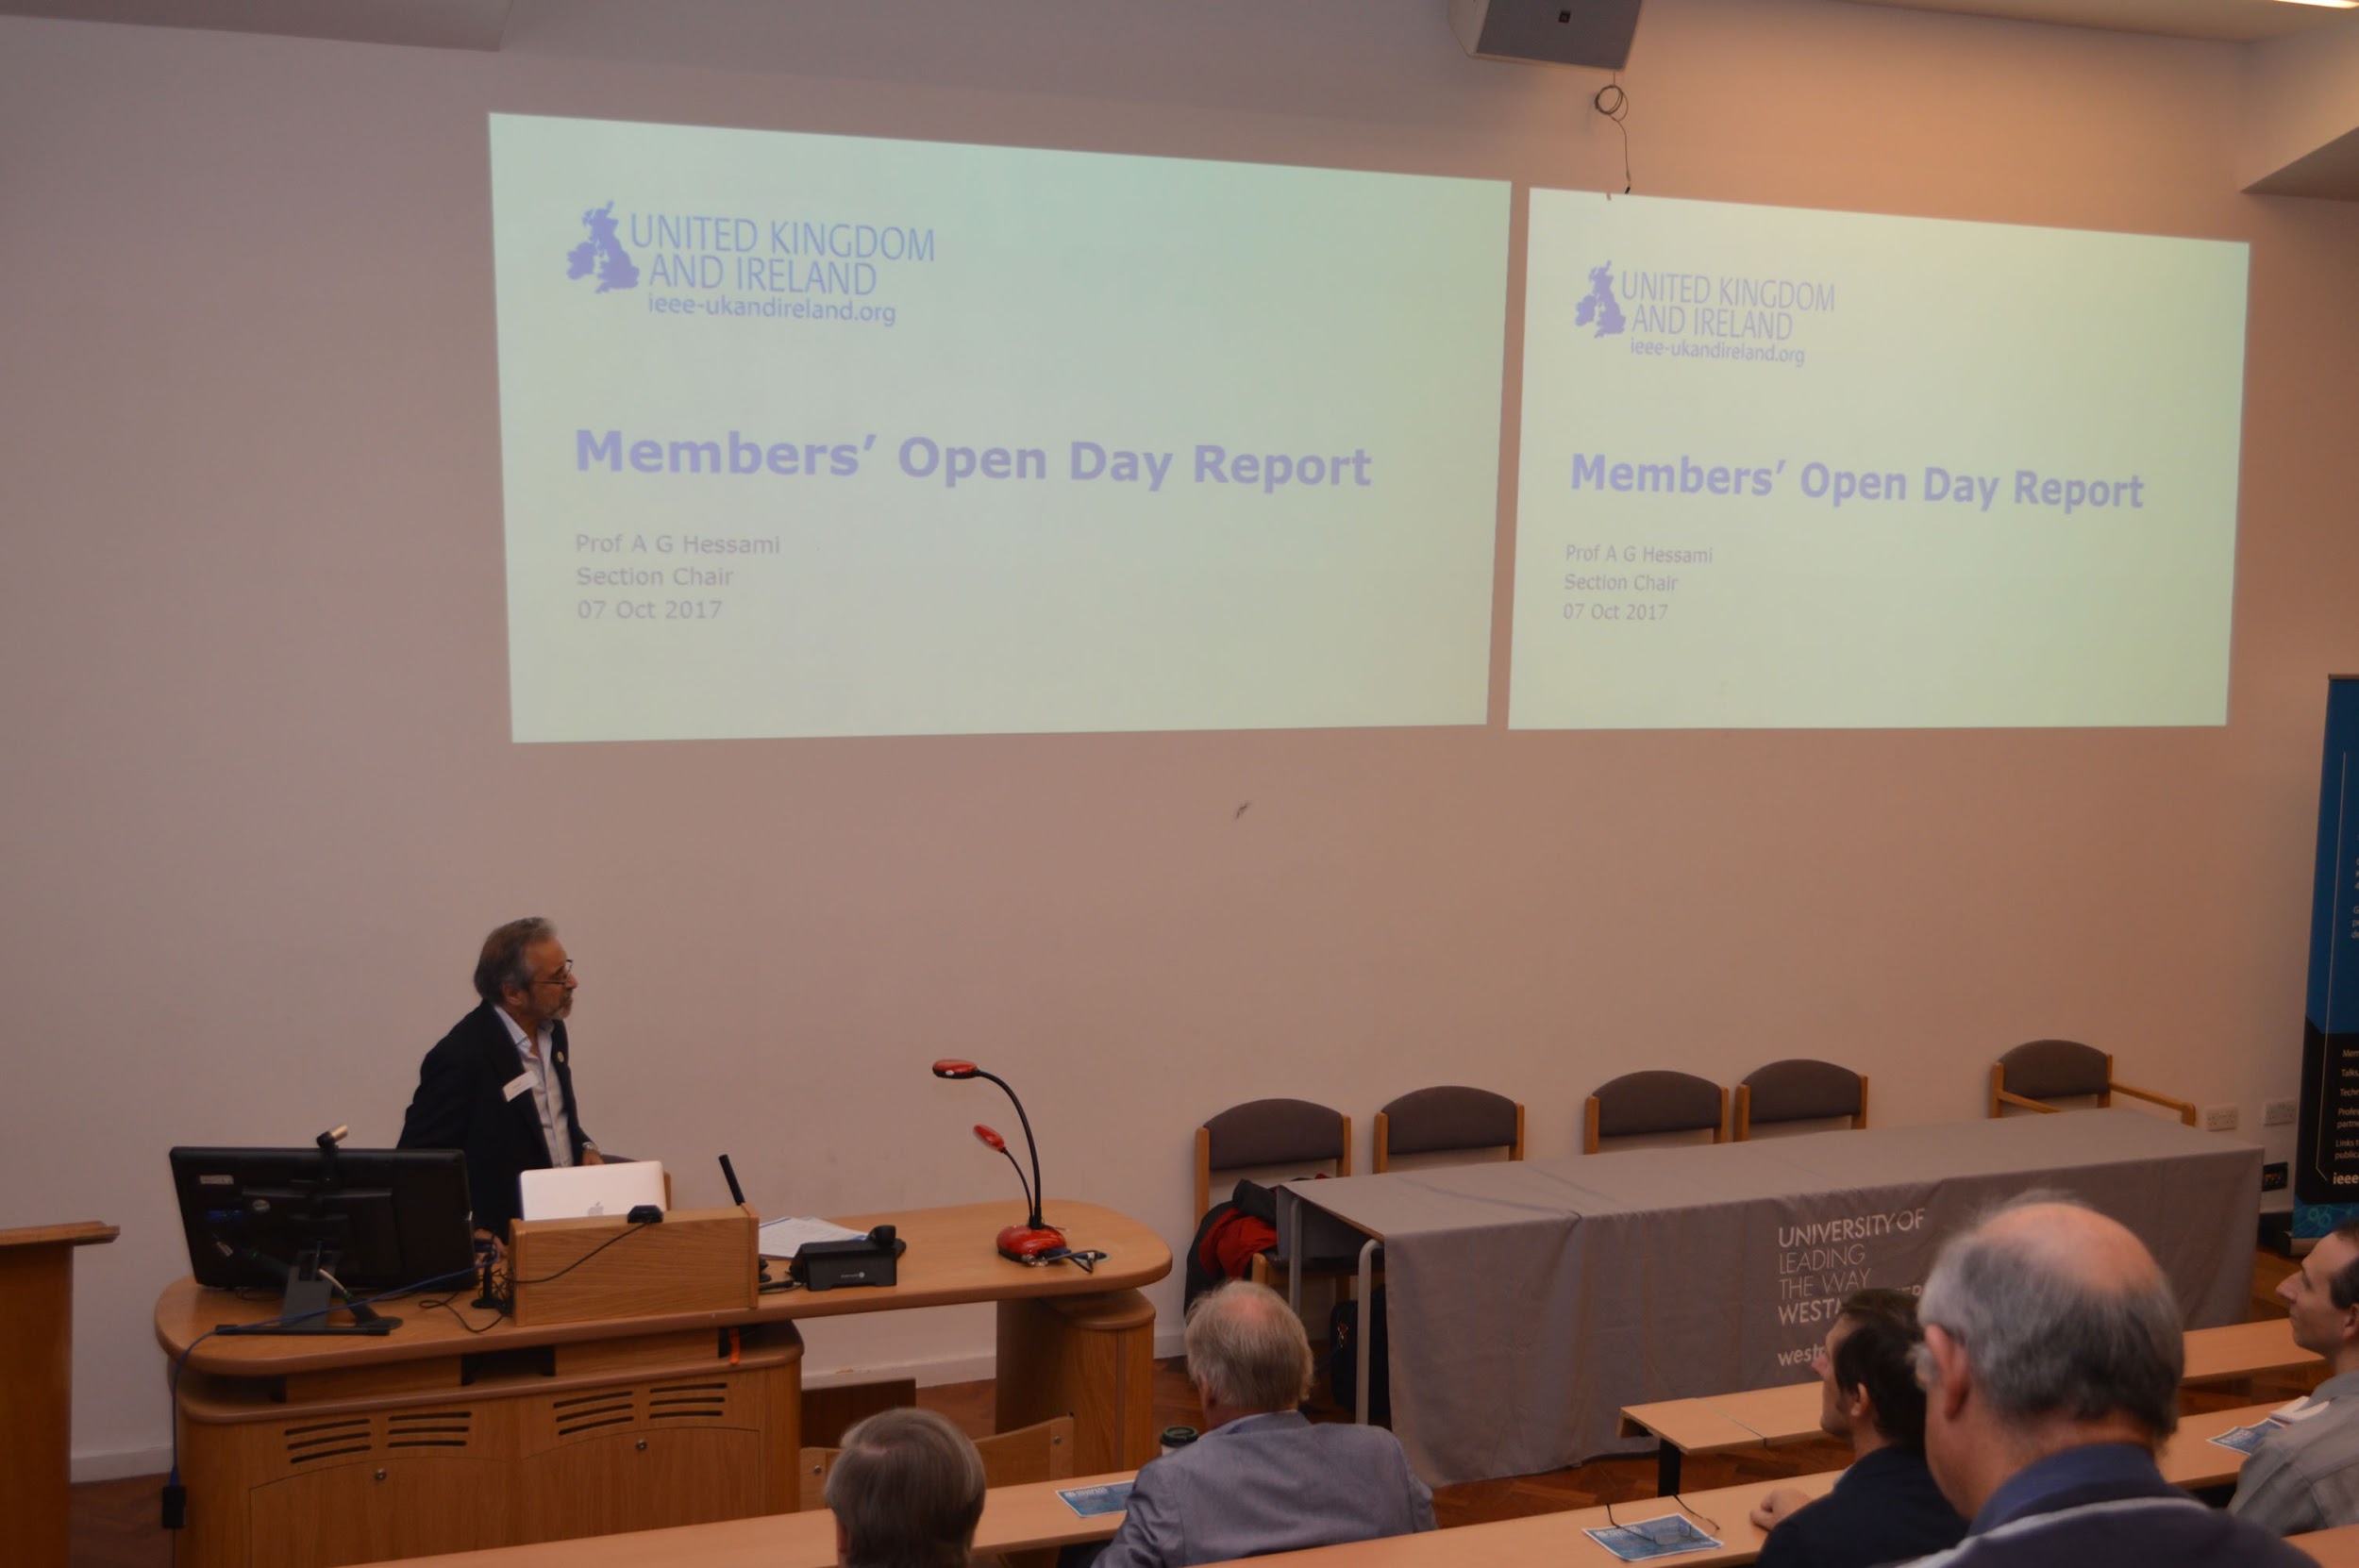 UNITED KINGDOM
AND IRELAND
ieee-ukandireland.org
Members’ Open Day Report
Prof A G Hessami
Section Chair
07 Oct 2017
UNITED KINGDOM
AND IRELAND
ieee-ukandireland.org
Members’ Open Day Report
Prof A G Hessami
Section Chair
07 Oct 2017
UNIVERSITY OF
LEADING
THE WAY